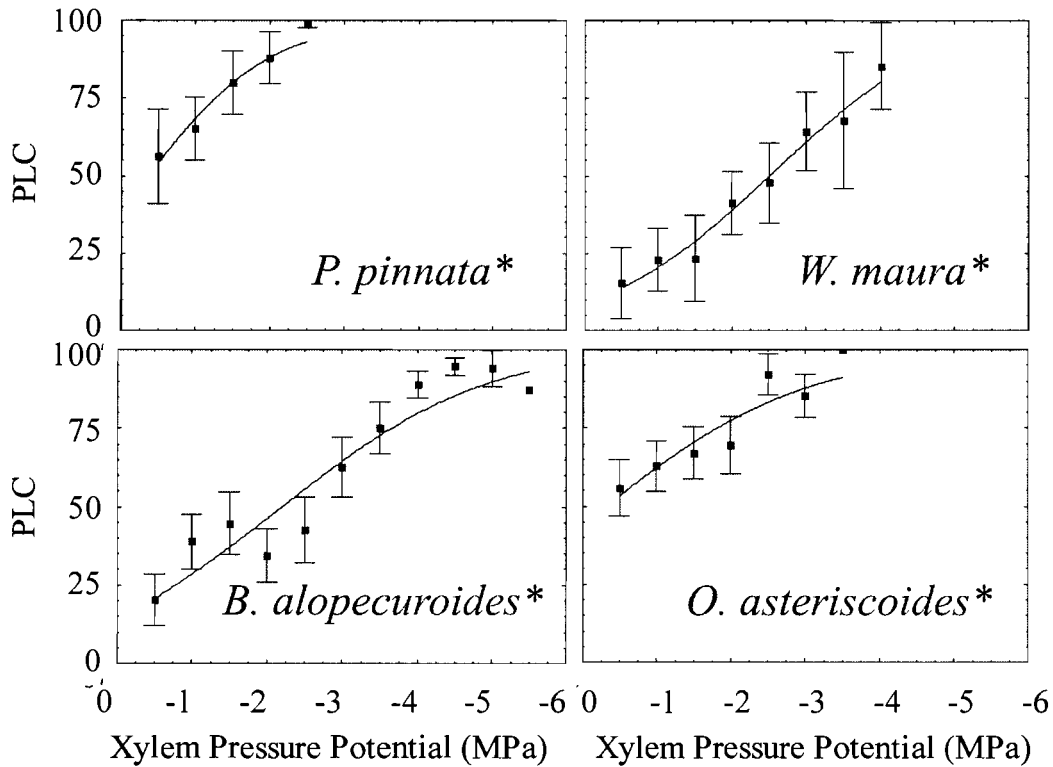 100
75
50
25
0
PLC
P. pinnata*
W. maura*
100
75
50
25
0
PLC
B. alopecuroides*
O. asteriscoides*
0 -1 -2 -3 -4 -5 -6
0 -1 -2 -3 -4 -5 -6
Xylem Pressure Potential (MPa)
Xylem Pressure Potential (MPa)